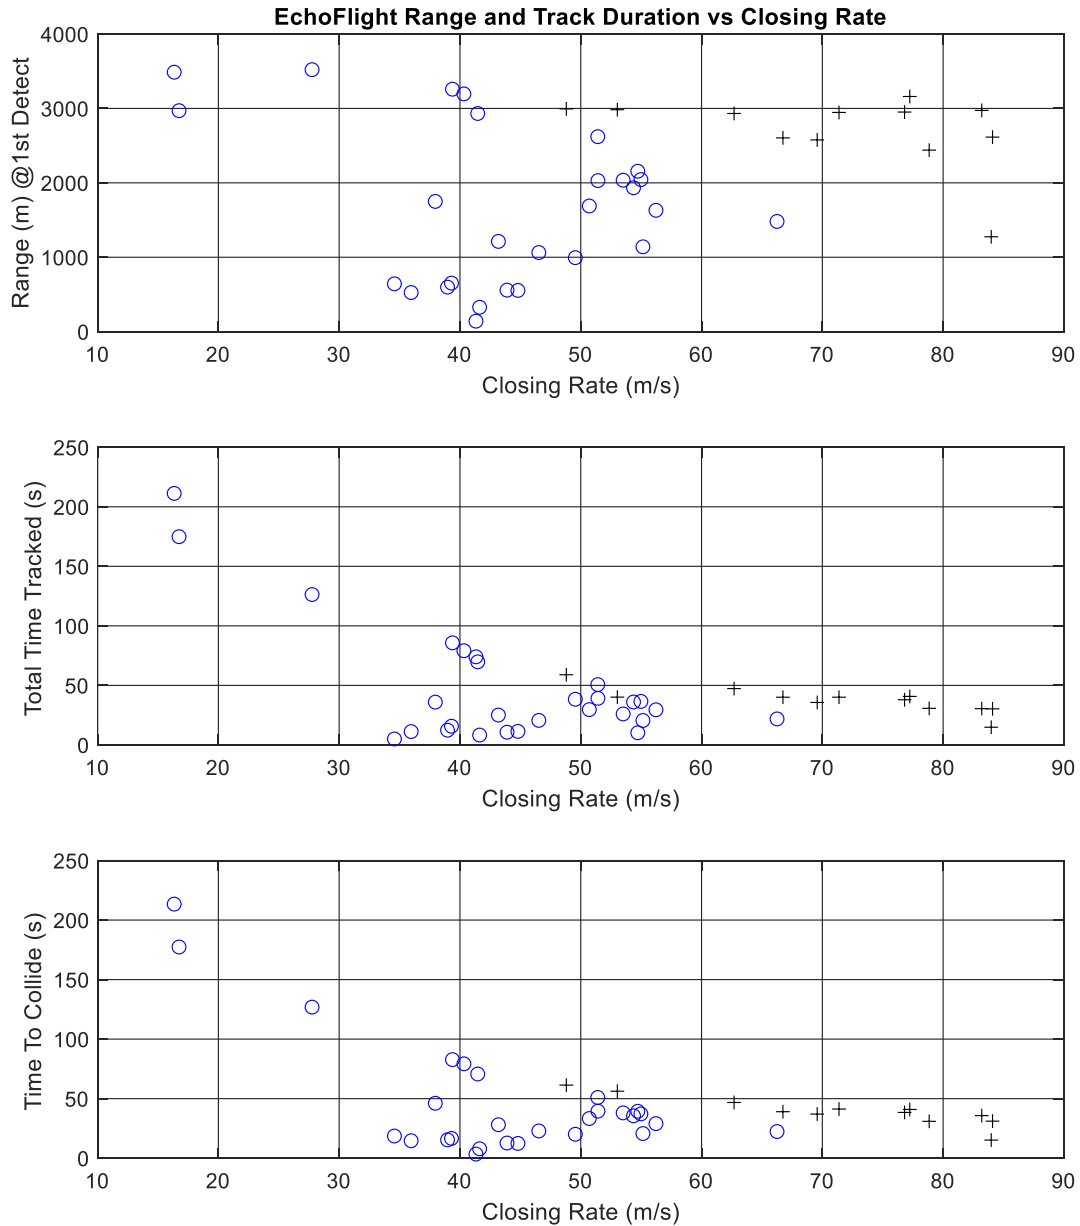 EchoFlight Range and Track Duration vs Closing Rate
4000
3000
2000
1000
0
Range (m) @1st Detect
10 20 30 40 50 60 70 80 90
Closing Rate (m/s)
250
200
150
100
50
0
Total Time Tracked (s)
10 20 30 40 50 60 70 80 90
Closing Rate (m/s)
250
200
150
100
50
0
Time To Collide (s)
10 20 30 40 50 60 70 80 90
Closing Rate (m/s)